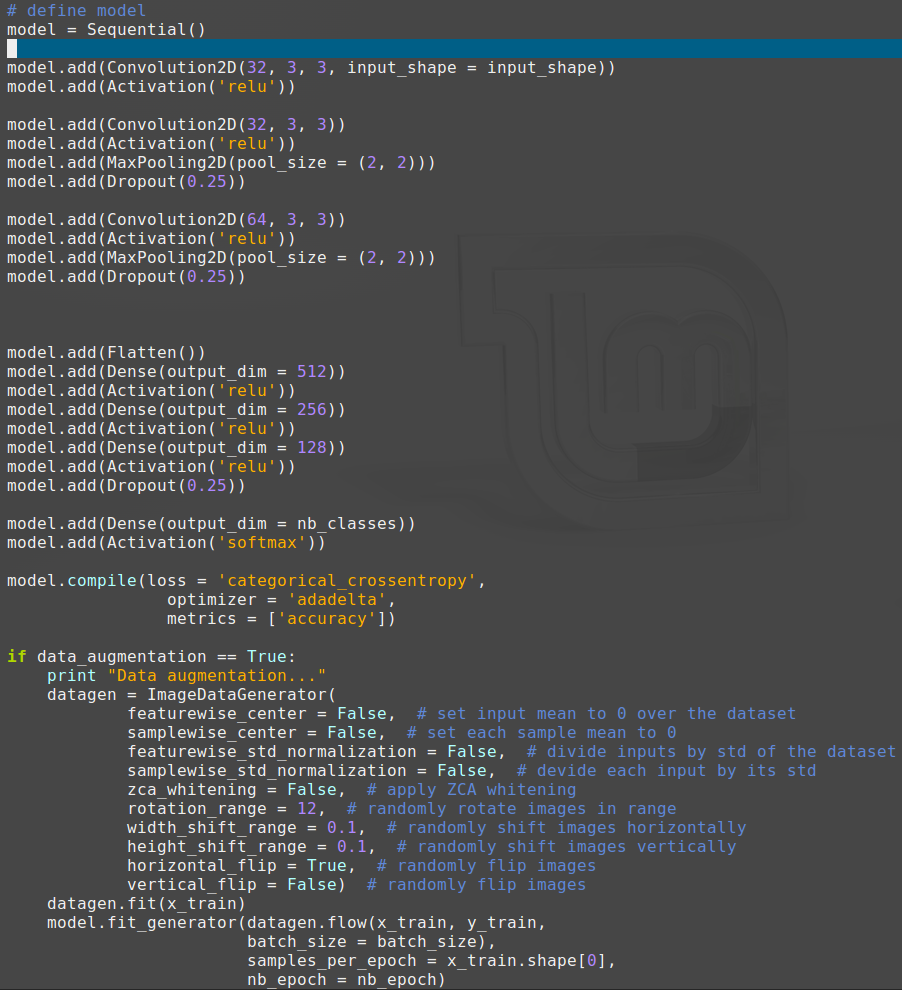 # define model
model = Sequential()
model.add(Convolution2D(32, 3, 3, input_shape = input_shape))
model.add(Activation('relu'))
model.add(Convolution2D(32, 3, 3))
model.add(Activation('relu'))
model.add(MaxPooling2D(pool_size = (2, 2)))
model.add(Dropout(0.25))
model.add(Convolution2D(64, 3, 3))
model.add(Activation('relu'))
model.add(MaxPooling2D(pool_size = (2, 2)))
model.add(Dropout(0.25))
model.add(Flatten())
model.add(Dense(output_dim = 512))
model.add(Activation('relu'))
model.add(Dense(output_dim = 256))
model.add(Activation('relu'))
model.add(Dense(output_dim = 128))
model.add(Activation('relu'))
model.add(Dropout(0.25))
model.add(Dense(output_dim = nb_classes))
model.add(Activation('softmax'))
model.compile(loss = 'categorical_crossentropy',
                optimizer = 'adadelta',
                metrics = ['accuracy'])
if data_augmentation == True:
    print "Data augmentation..."
    datagen = ImageDataGenerator(
            featurewise_center = False,  # set input mean to 0 over the dataset
            samplewise_center = False,  # set each sample mean to 0
            featurewise_std_normalization = False,  # divide inputs by std of the dataset
            samplewise_std_normalization = False,  # devide each input by its std
            zca_whitening = False,  # apply ZCA whitening
            rotation_range = 12,  # randomly rotate images in range
            width_shift_range = 0.1,  # randomly shift images horizontally
            height_shift_range = 0.1,  # randomly shift images vertically
            horizontal_flip = True,  # randomly flip images
            vertical_flip = False)  # randomly flip images
    datagen.fit(x_train)
    model.fit_generator(datagen.flow(x_train, y_train,
                        batch_size = batch_size),
                        samples_per_epoch = x_train.shape[0],
                        nb_epoch = nb_epoch)